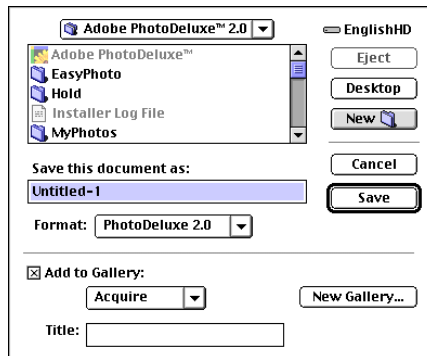 Adobe PhotoDeluxe™ 2.0
EnglishHD
Adobe PhotoDeluxe™
EasyPhoto
Hold
Installer Log File
MyPhotos
Eject
Desktop
New
Save this document as:
Untitled-1
Format: PhotoDeluxe 2.0
Cancel
Save
Add to Gallery:
Acquire
New Gallery...
Title: